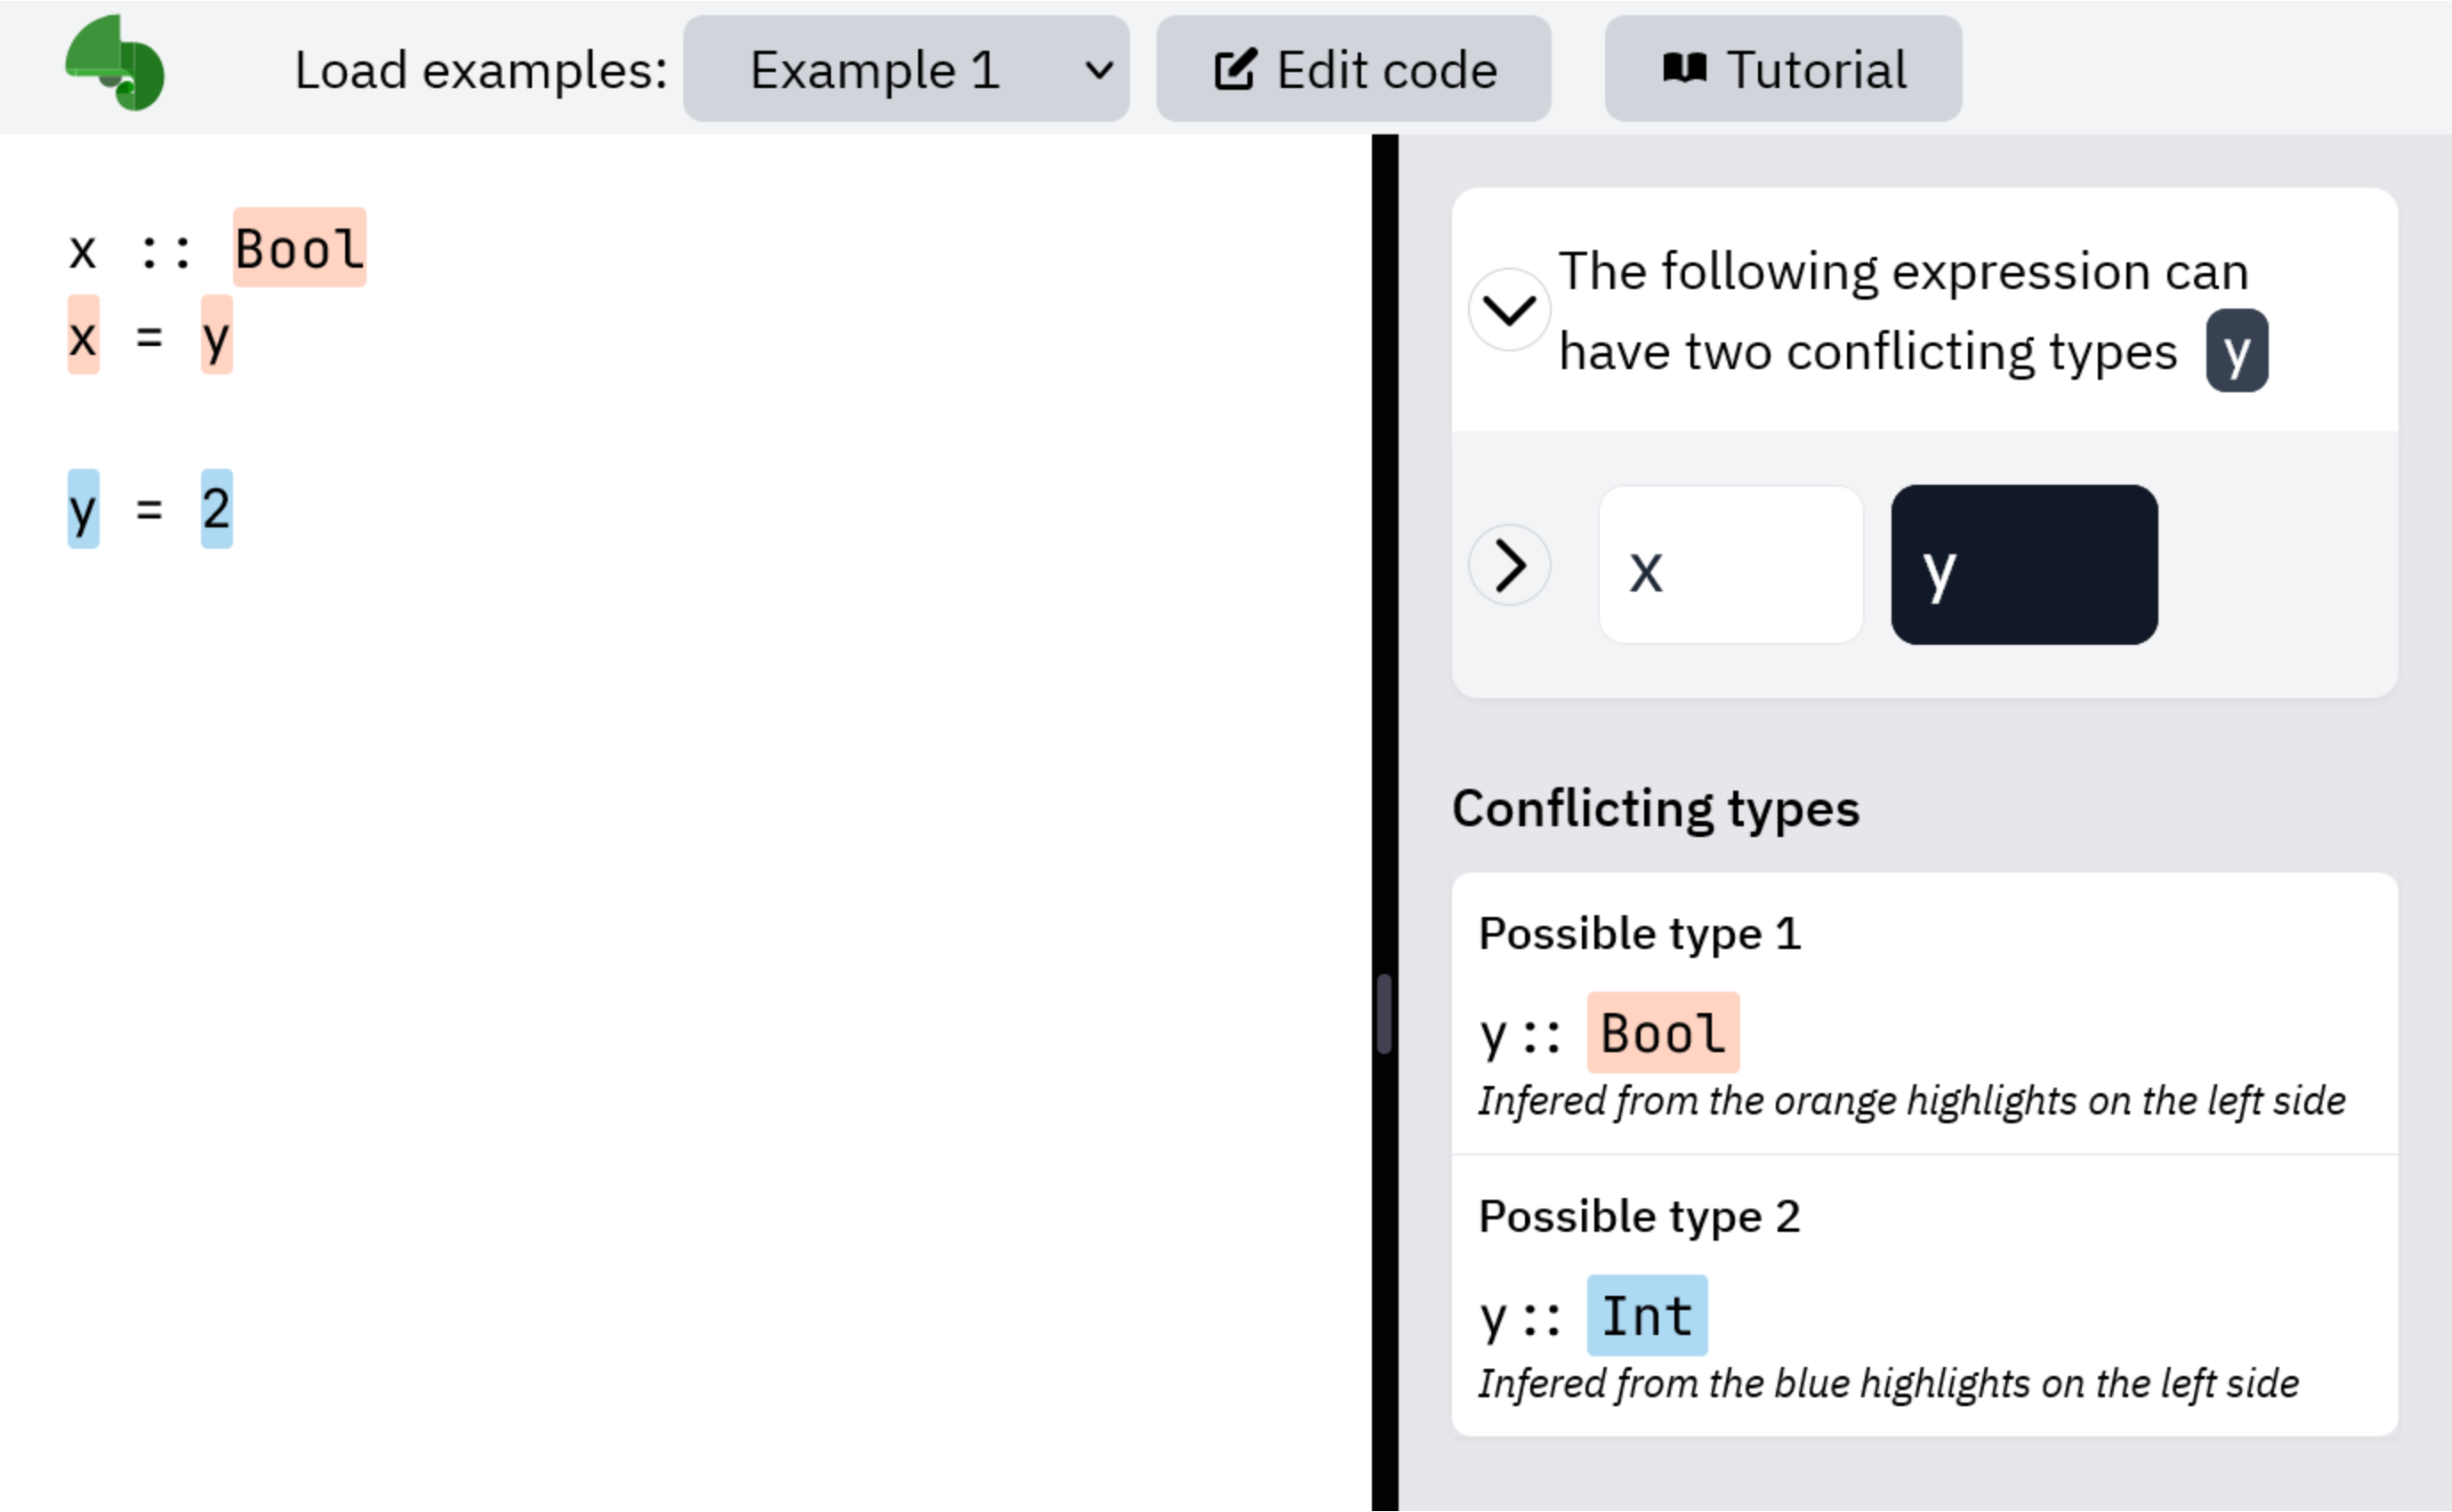 Load examples: Example 1 Edit code Tutorial
x :: Bool
x = y
y = 2
The following expression can
have two conflicting types y
x y
Conflicting types
Possible type 1
y :: Bool
Infered from the orange highlights on the left side
Possible type 2
y :: Int
Infered from the blue highlights on the left side